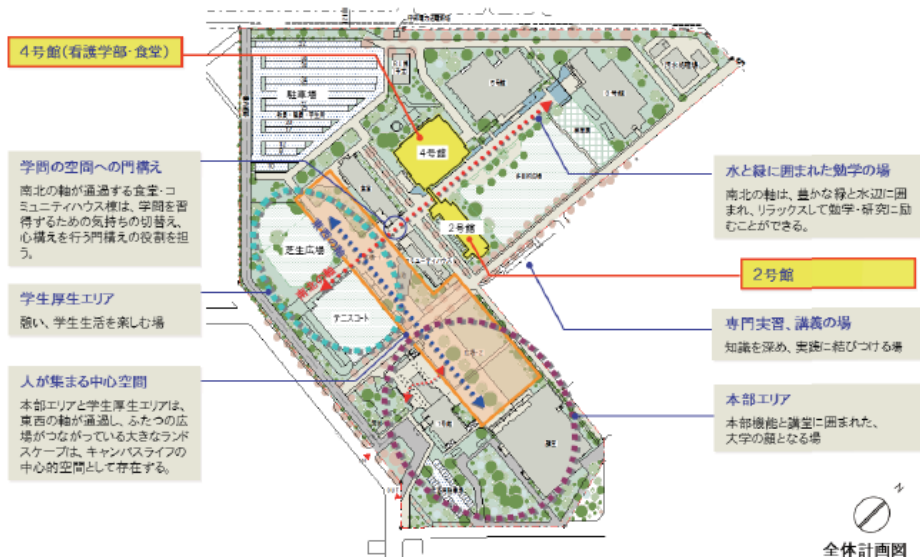 4号館(看護学部・食堂)
学問の空間への門構え
南北の軸が通過する食堂・コ
ミュニティハウス棟は、学問を習
得するための気持ちの切替え、
心構えを行う門構えの役割を担
う。
学生厚生エリア
憩い、学生生活を楽しむ場
人が集まる中心空間
本部エリアと学生厚生エリアは、
東西の軸が通過し、ふたつの広
場がつながっている大きなランド
スケープは、キャンパスライフの
中心的空間として存在する。
駐車場
4号館
2号館
芝生広場
テニスコート
水と緑に囲まれた勉学の場
南北の軸は、豊かな緑と水辺に囲
まれ、リラックスして勉学・研究に励
むことができる。
2号館
専門実習、講義の場
知識を深め、実践に結びつける場
本部エリア
本部機能と講堂に囲まれた、
大学の顔となる場
N
全体計画図